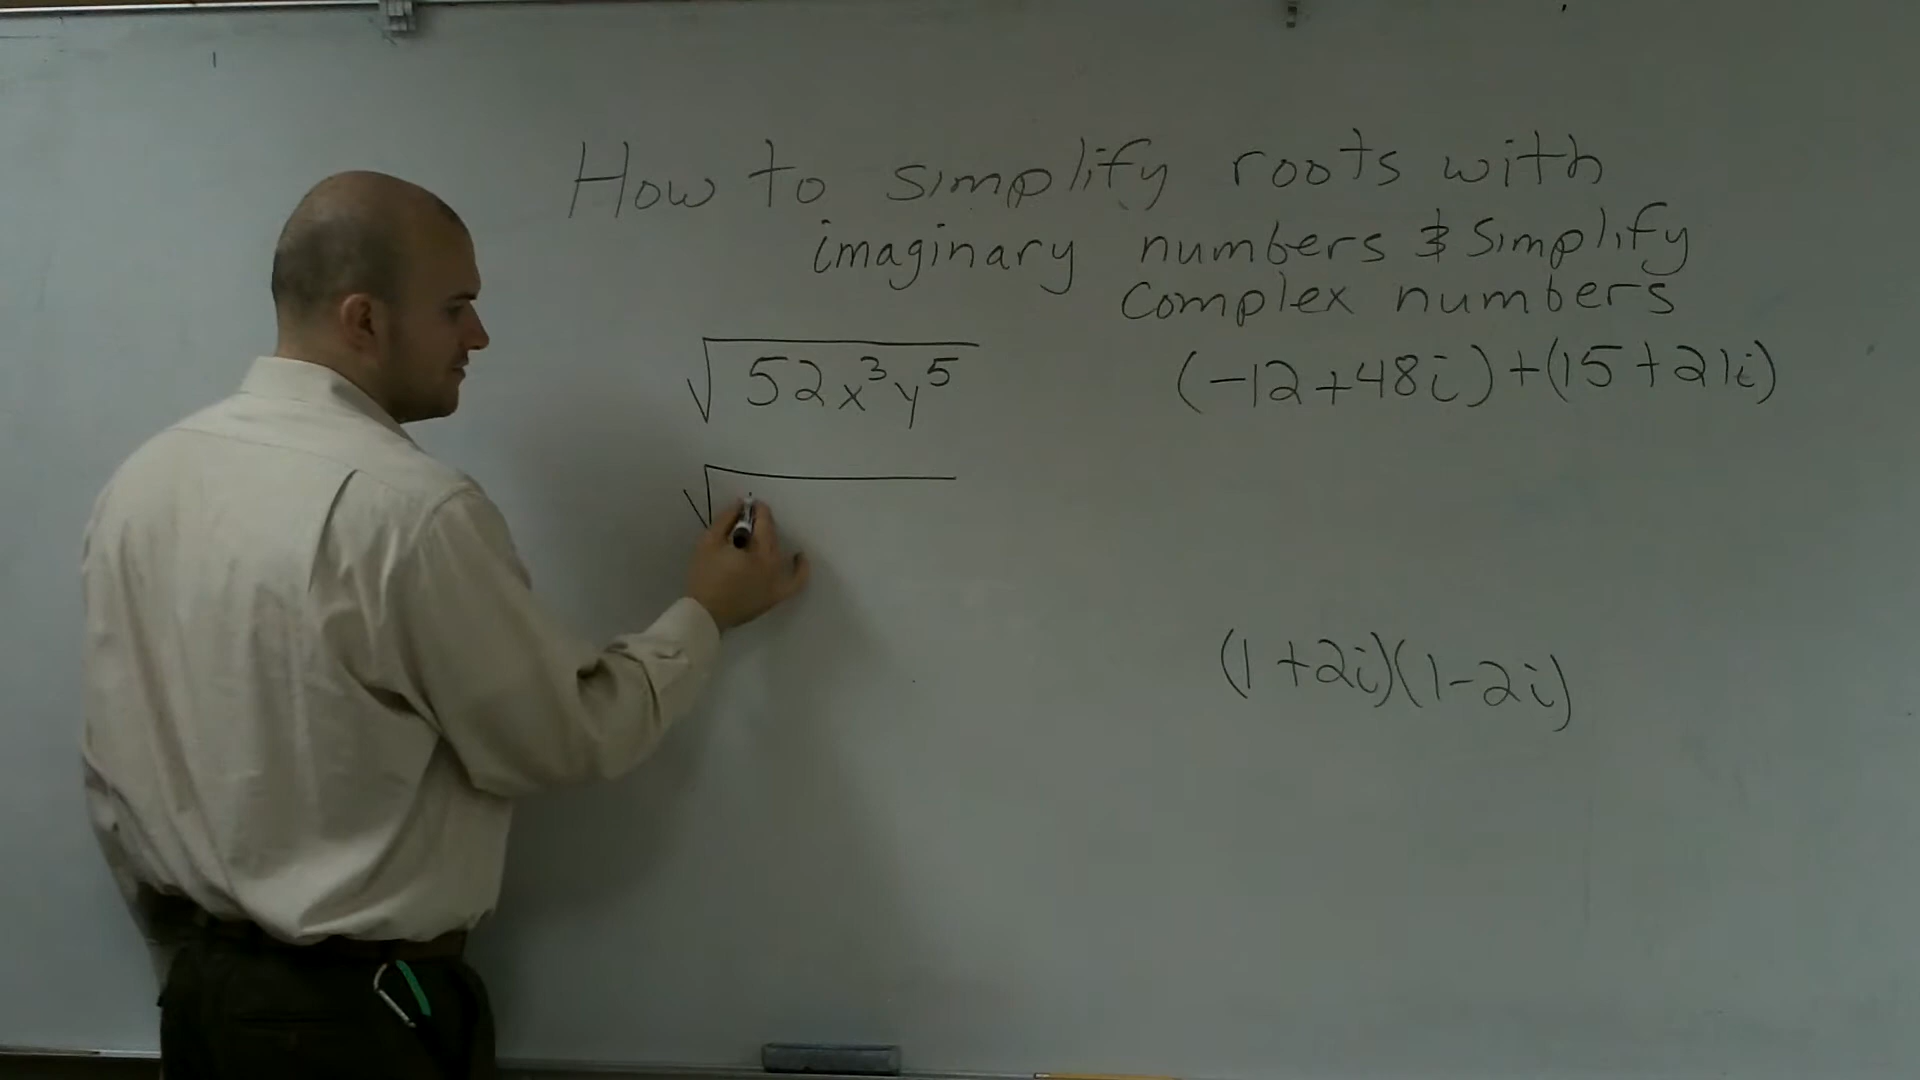 How to simplify roots with
imaginary numbers & simplify
complex numbers
√52x³y⁵
(-12+48i)+(15+21i)
√
(1+2i)(1-2i)